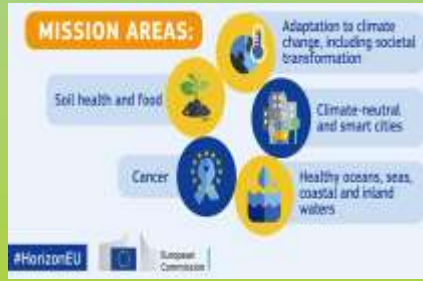 MISSION AREAS:
Adaptation to climate
change, including societal
transformation
Soil health and food
Climate-neutral
and smart cities
Cancer
Healthy oceans, seas,
coastal and inland
waters
#HorizonEU
European
Commission